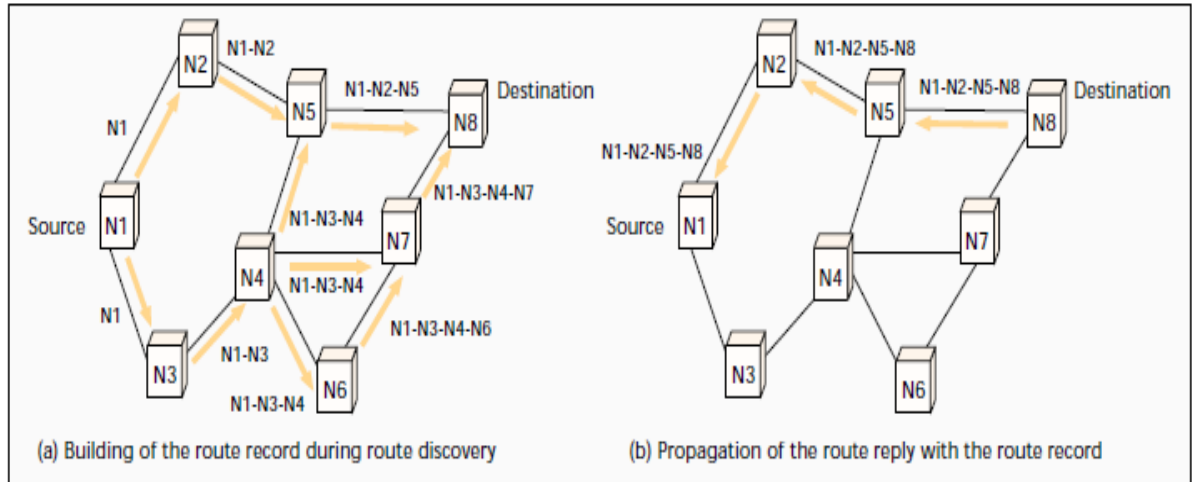 N2
N1-N2
N5
N1-N2-N5
N8
Destination
N1
Source
N1
N1-N3-N4
N1-N3-N4-N7
N7
N4
N1-N3-N4
N1
N3
N1-N3
N1-N3-N4-N6
N6
N1-N3-N4
(a) Building of the route record during route discovery
N2
N1-N2-N5-N8
N5
N1-N2-N5-N8
N8
Destination
N1-N2-N5-N8
Source
N1
N7
N4
N3
N6
(b) Propagation of the route reply with the route record